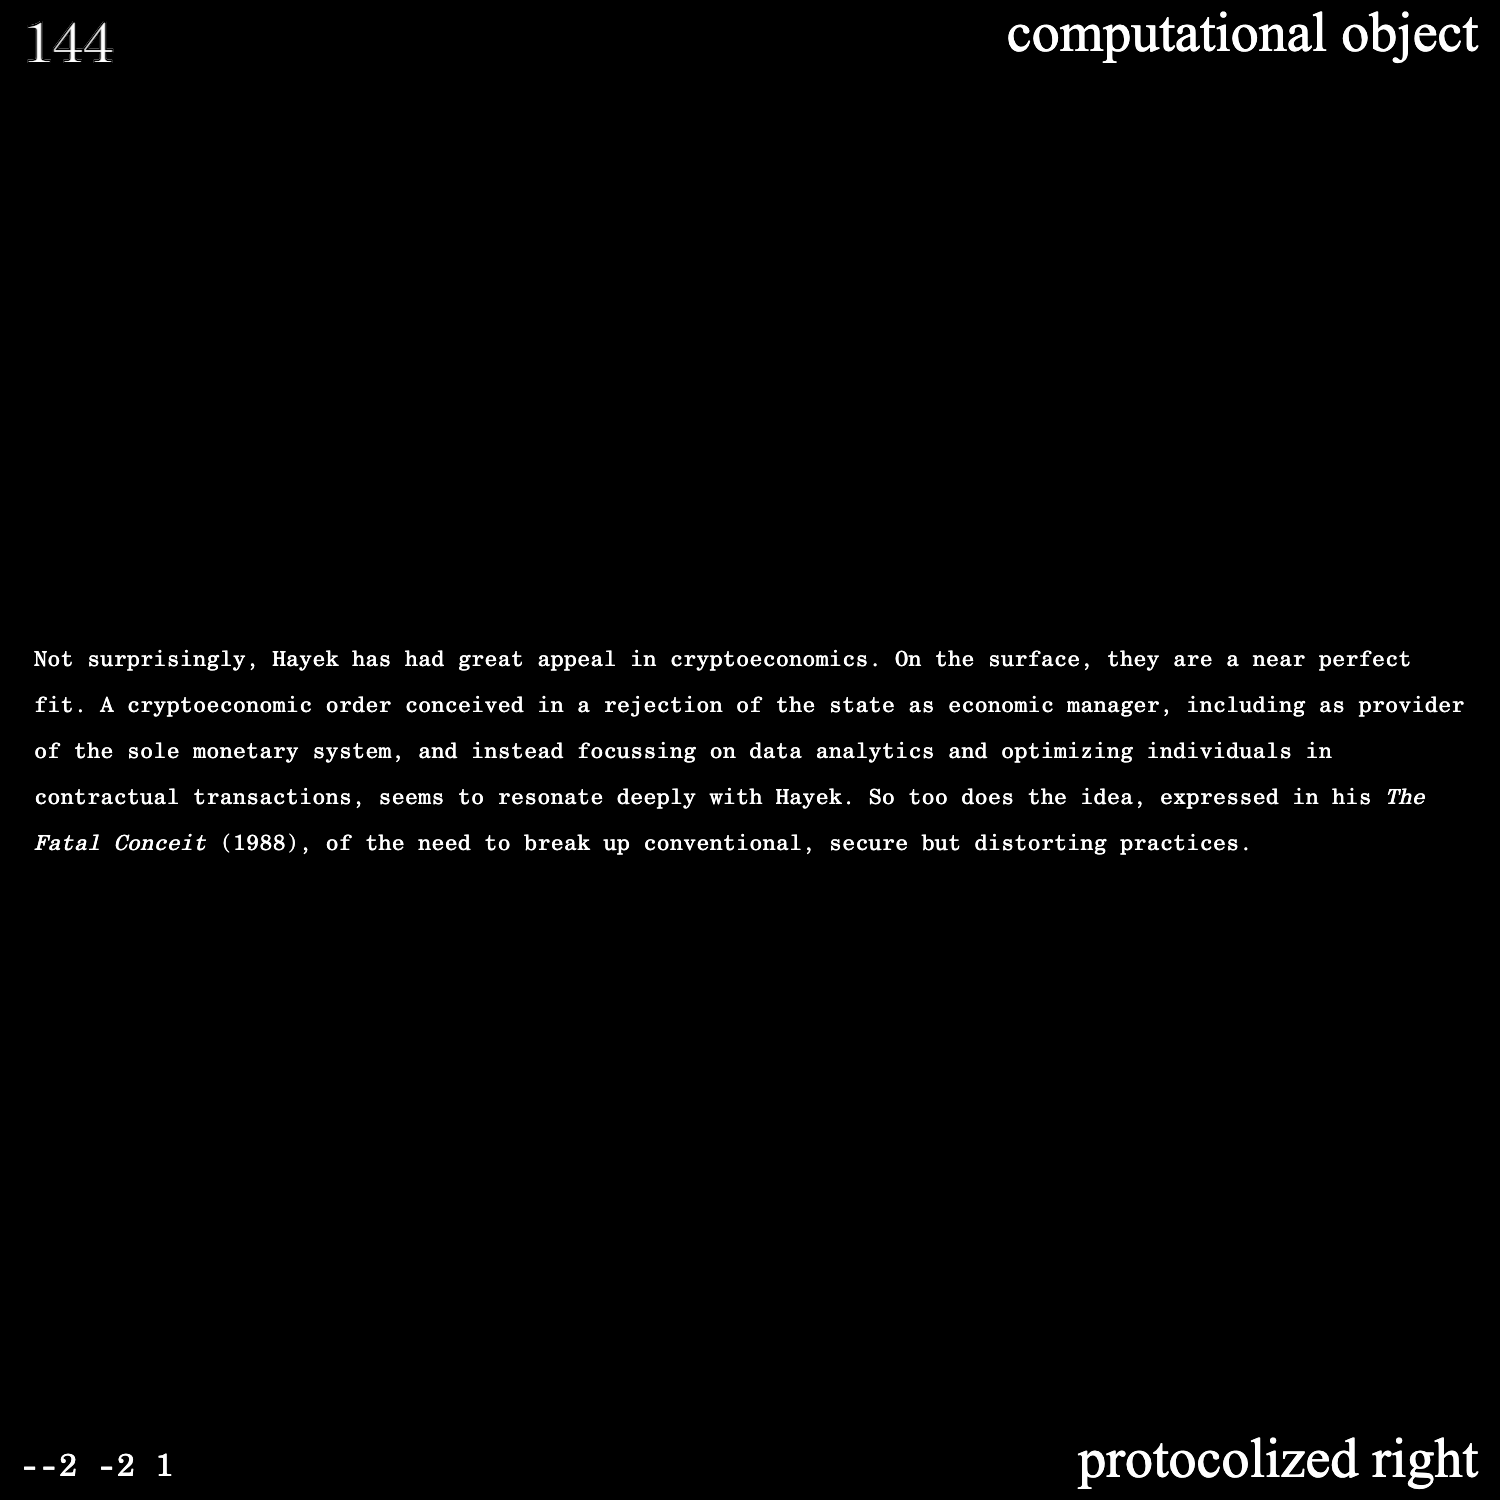 144
computational object
Not surprisingly, Hayek has had great appeal in cryptoeconomics. On the surface, they are a near perfect
fit. A cryptoeconomic order conceived in a rejection of the state as economic manager, including as provider
of the sole monetary system, and instead focussing on data analytics and optimizing individuals in
contractual transactions, seems to resonate deeply with Hayek. So too does the idea, expressed in his The
Fatal Conceit (1988), of the need to break up conventional, secure but distorting practices.
--2 -2 1
protocolized right